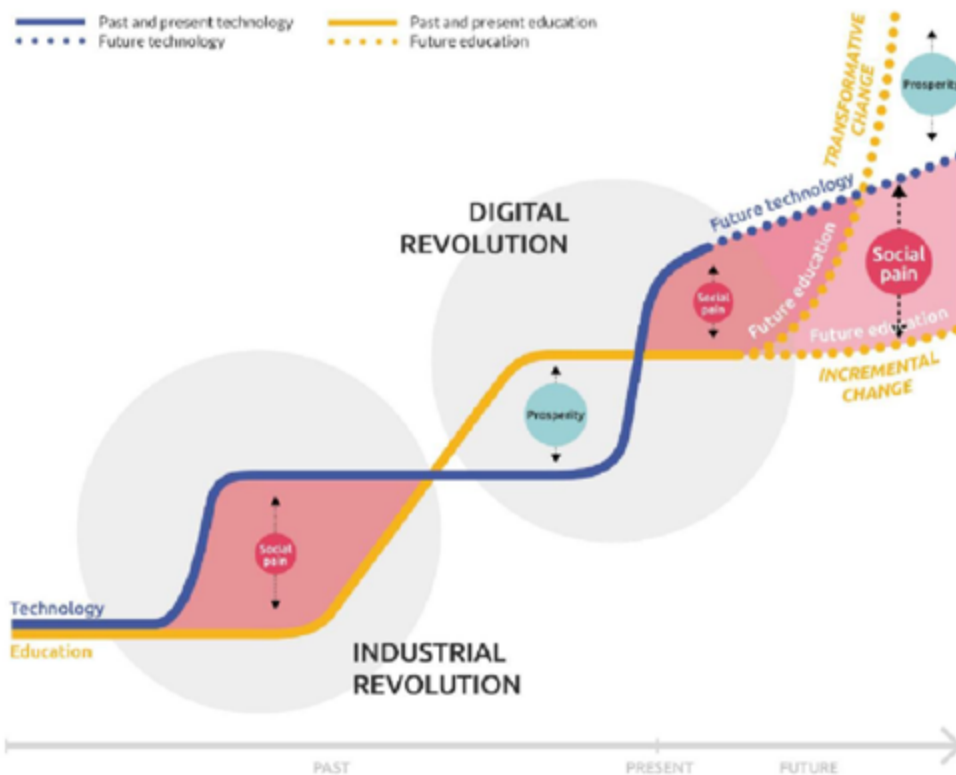 Past and present technology
Past and present education
Future technology
Future education
TRANSFORMATIVE
CHANGE
Prosperity
DIGITAL
REVOLUTION
Future technology
Social
pain
Future education
Social
pain
Future education
INCREMENTAL
CHANGE
Prosperity
Social
pain
Technology
Education
INDUSTRIAL
REVOLUTION
PAST
PRESENT
FUTURE